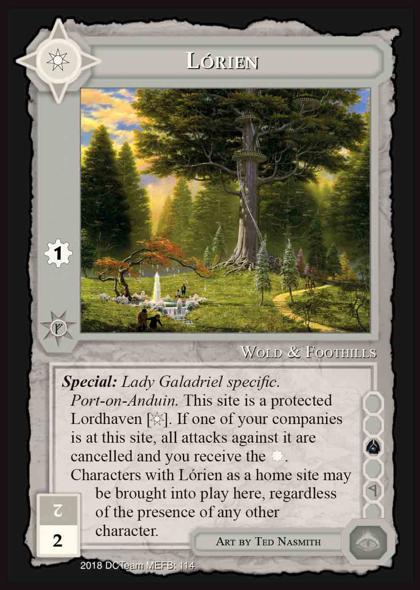 Lórien
1
Wold & Foothills
Special: Lady Galadriel specific.
Port-on-Anduin. This site is a protected
Lordhaven [ ]. If one of your companies
is at this site, all attacks against it are
cancelled and you receive the .
Characters with Lórien as a home site may
be brought into play here, regardless
of the presence of any other
character.
2
2
Art by Ted Nasmith
2018 DCTeam MEFB: 114